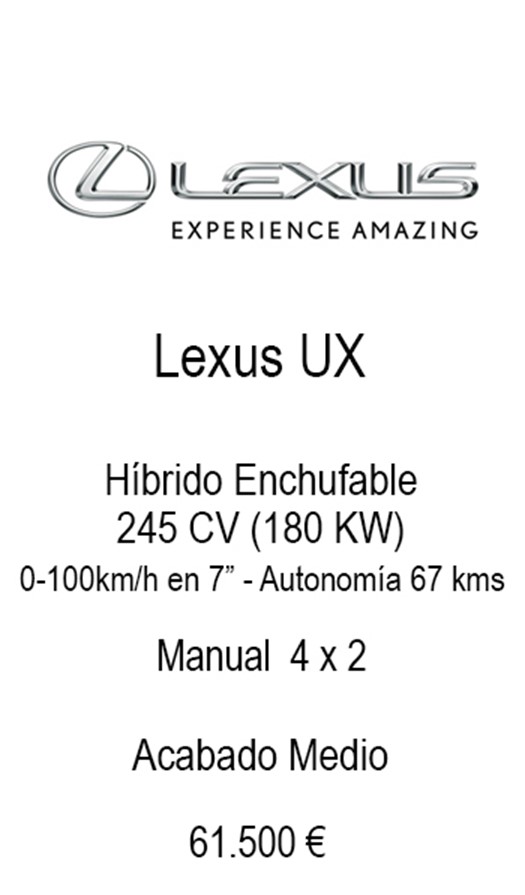 LEXUS
EXPERIENCE AMAZING
Lexus UX
Híbrido Enchufable
245 CV (180 KW)
0-100km/h en 7” - Autonomía 67 kms
Manual 4 x 2
Acabado Medio
61.500 €